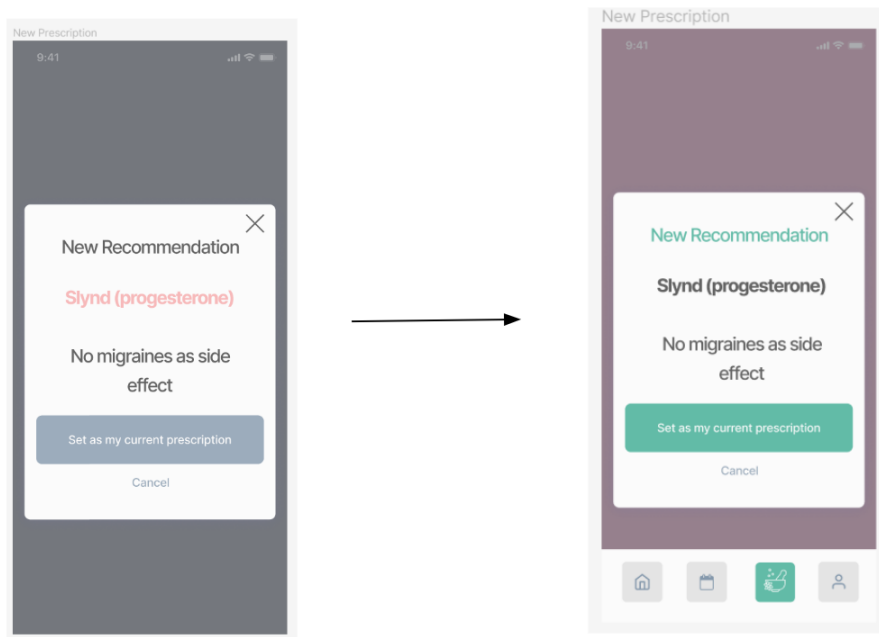 New Prescription
9:41
New Recommendation
Slynd (progesterone)
No migraines as side
effect
Set as my current prescription
Cancel
New Prescription
9:41
New Recommendation
Slynd (progesterone)
No migraines as side
effect
Set as my current prescription
Cancel